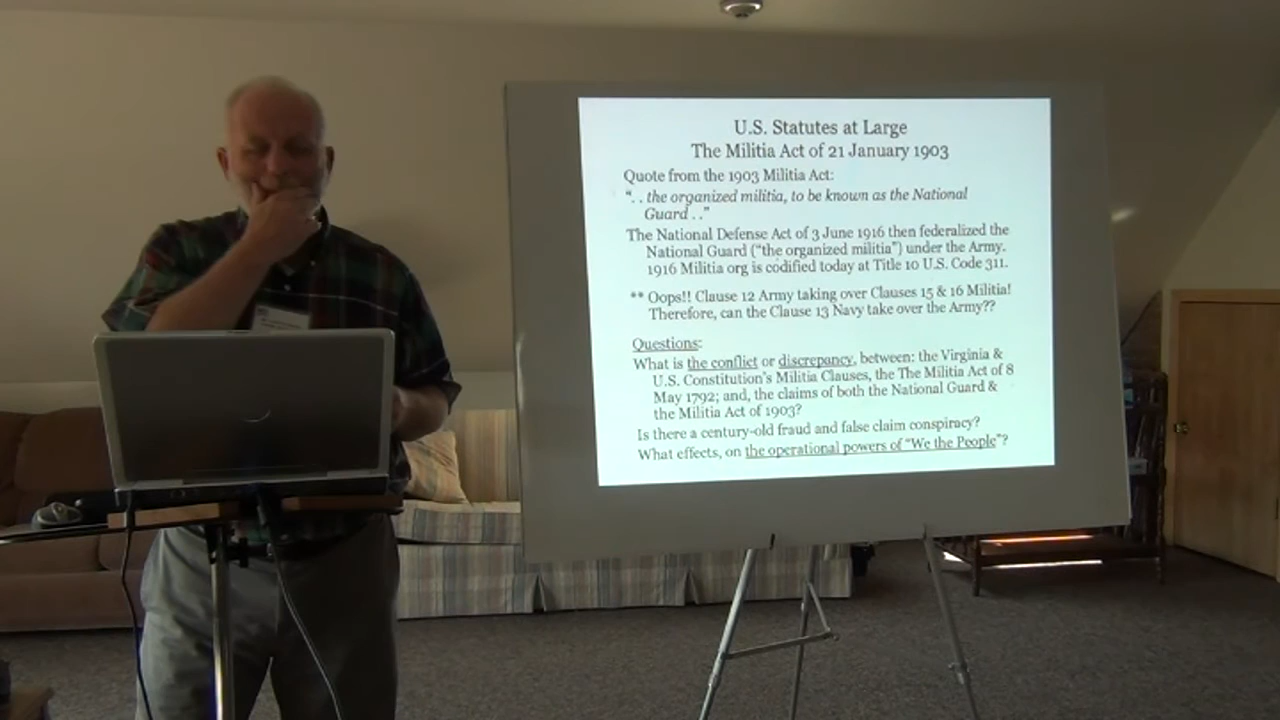 U.S. Statutes at Large
The Militia Act of 21 January 1903
Quote from the 1903 Militia Act:
". . the organized militia, to be known as the National
Guard . ."
The National Defense Act of 3 June 1916 then federalized the
National Guard ("the organized militia") under the Army.
1916 Militia org is codified today at Title 10 U.S. Code 311.
** Oops!! Clause 12 Army taking over Clauses 15 & 16 Militia!
Therefore, can the Clause 13 Navy take over the Army??
Questions:
What is the conflict or discrepancy, between: the Virginia &
U.S. Constitution's Militia Clauses, the The Militia Act of 8
May 1792; and, the claims of both the National Guard &
the Militia Act of 1903?
Is there a century-old fraud and false claim conspiracy?
What effects, on the operational powers of "We the People"?